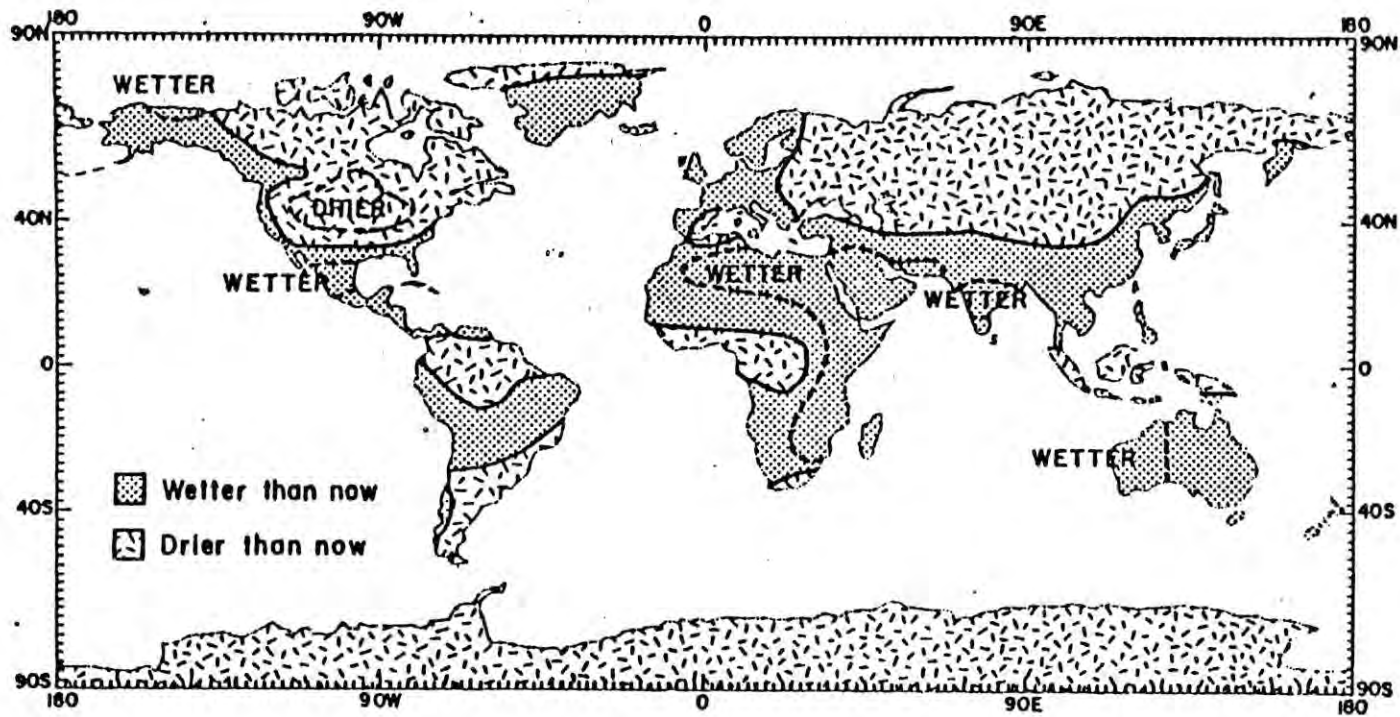 180 90W 0 90E 180
90N 90N
WETTER
40N DRIER 40N
WETTER WETTER WETTER
0 0
WETTER
Wetter than now
40S 40S
Drier than now
90S 90S
180 90W 0 90E 180